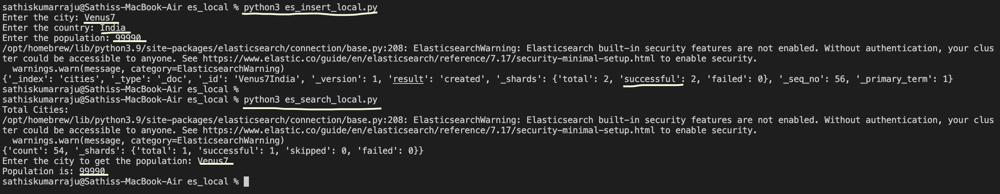 sathiskumarraju@Sathiss-MacBook-Air es_local % python3 es_insert_local.py
Enter the city: Venus7
Enter the country: India
Enter the population: 99990
/opt/homebrew/lib/python3.9/site-packages/elasticsearch/connection/base.py:208: ElasticsearchWarning: Elasticsearch built-in security features are not enabled. Without authentication, your clus
ter could be accessible to anyone. See https://www.elastic.co/guide/en/elasticsearch/reference/7.17/security-minimal-setup.html to enable security.
  warnings.warn(message, category=ElasticsearchWarning)
{'_index': 'cities', '_type': '_doc', '_id': 'Venus7India', '_version': 1, 'result': 'created', '_shards': {'total': 2, 'successful': 2, 'failed': 0}, '_seq_no': 56, '_primary_term': 1}
sathiskumarraju@Sathiss-MacBook-Air es_local %
sathiskumarraju@Sathiss-MacBook-Air es_local % python3 es_search_local.py
Total Cities:
/opt/homebrew/lib/python3.9/site-packages/elasticsearch/connection/base.py:208: ElasticsearchWarning: Elasticsearch built-in security features are not enabled. Without authentication, your clus
ter could be accessible to anyone. See https://www.elastic.co/guide/en/elasticsearch/reference/7.17/security-minimal-setup.html to enable security.
  warnings.warn(message, category=ElasticsearchWarning)
{'count': 54, '_shards': {'total': 1, 'successful': 1, 'skipped': 0, 'failed': 0}}
Enter the city to get the population: Venus7
Population is: 99990
sathiskumarraju@Sathiss-MacBook-Air es_local %